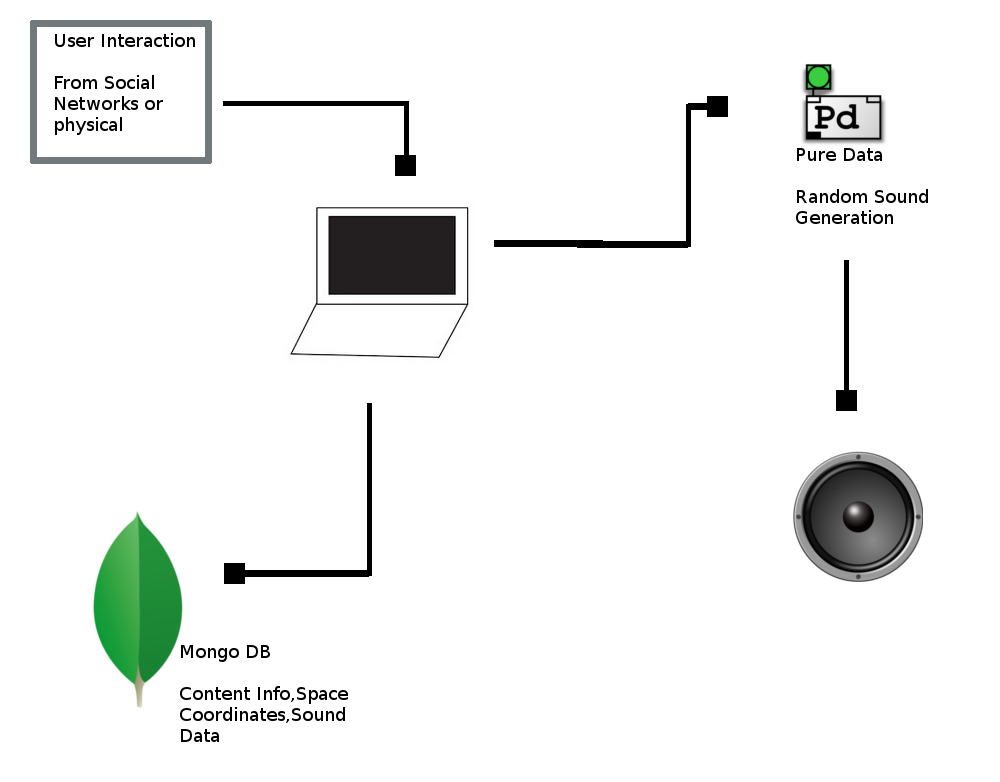 User Interaction
From Social
Networks or
physical
Pd
Pure Data
Random Sound
Generation
Mongo DB
Content Info,Space
Coordinates,Sound
Data